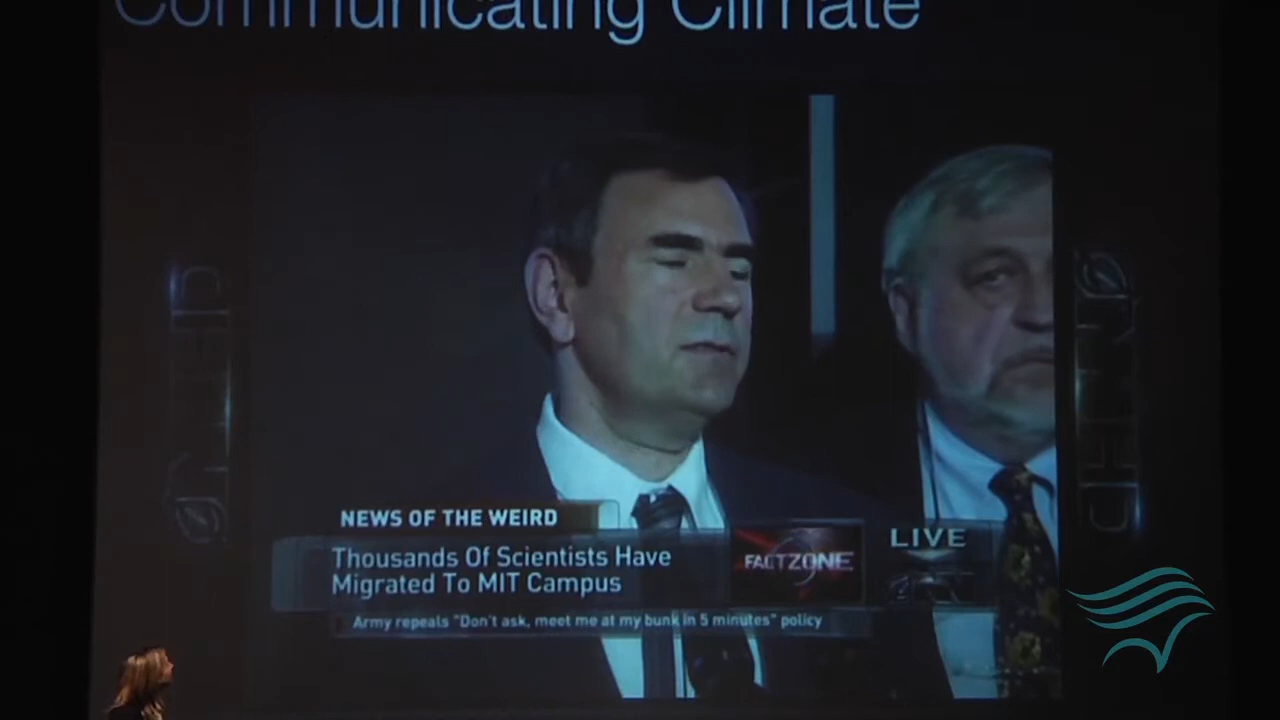 Communicating Climate
NEWS OF THE WEIRD
Thousands Of Scientists Have
Migrated To MIT Campus
FACTZONE
LIVE
Army repeals "Don't ask, meet me at my bunk in 5 minutes" policy